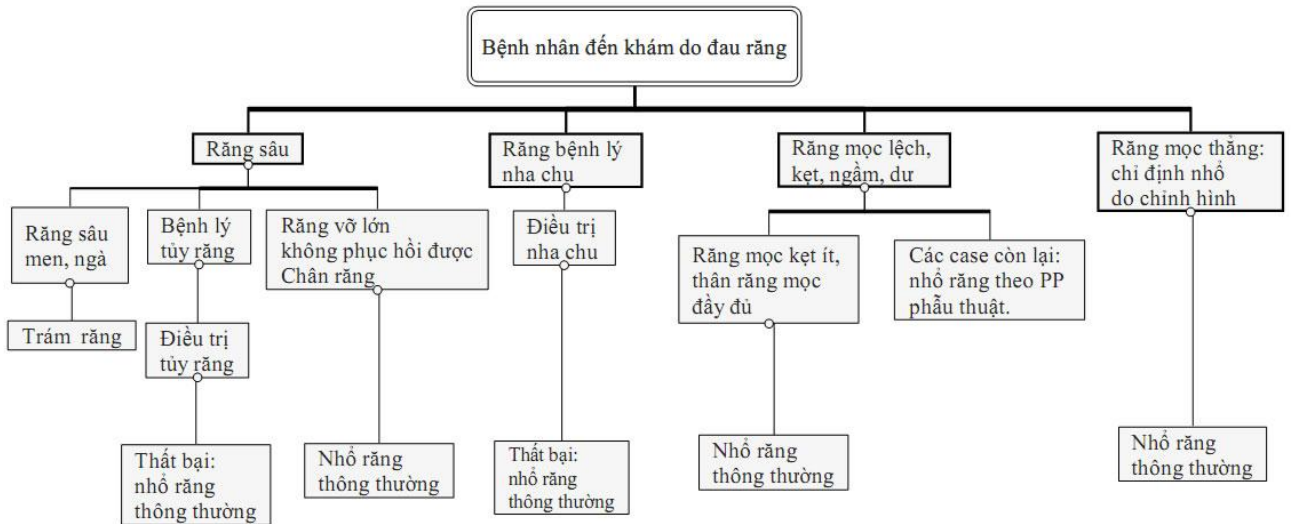 Bệnh nhân đến khám do đau răng
Răng sâu
Răng bệnh lý
nha chu
Răng mọc lệch,
kẹt, ngầm, dư
Răng mọc thẳng:
chỉ định nhổ
do chỉnh hình
Răng sâu
men, ngà
Bệnh lý
tủy răng
Răng vỡ lớn
không phục hồi được
Chân răng
Điều trị
nha chu
Răng mọc kẹt ít,
thân răng mọc
đầy đủ
Các case còn lại:
nhổ răng theo PP
phẫu thuật.
Trám răng
Điều trị
tủy răng
Thất bại:
nhổ răng
thông thường
Nhổ răng
thông thường
Thất bại:
nhổ răng
thông thường
Nhổ răng
thông thường
Nhổ răng
thông thường